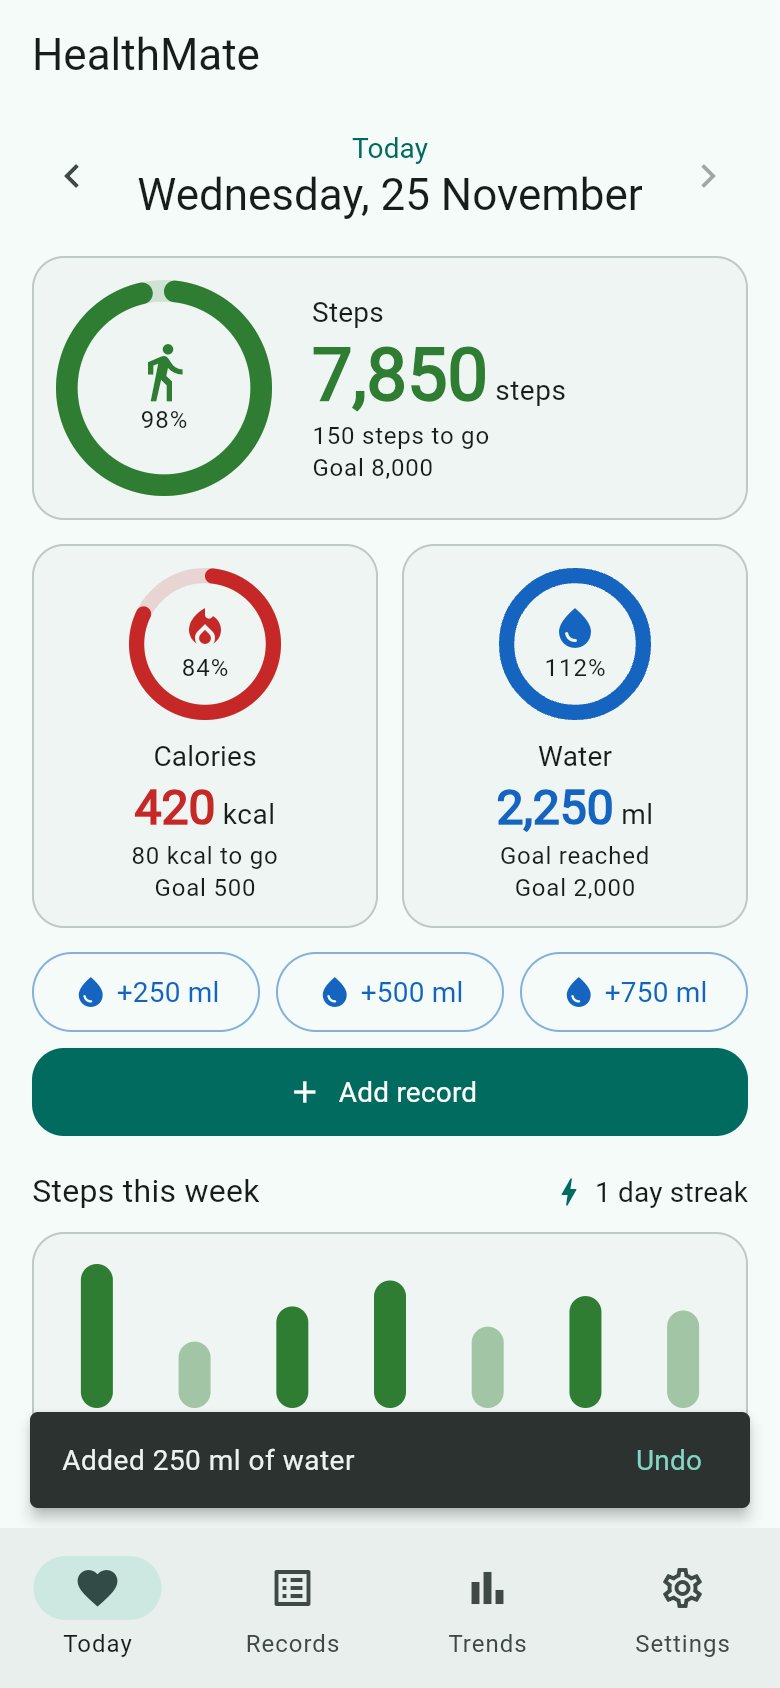 HealthMate
Today
Wednesday, 25 November
Steps
7,850 steps
150 steps to go
Goal 8,000
98%
84%
Calories
420 kcal
80 kcal to go
Goal 500
112%
Water
2,250 ml
Goal reached
Goal 2,000
+250 ml
+500 ml
+750 ml
Add record
Steps this week
1 day streak
Added 250 ml of water
Undo
Today
Records
Trends
Settings